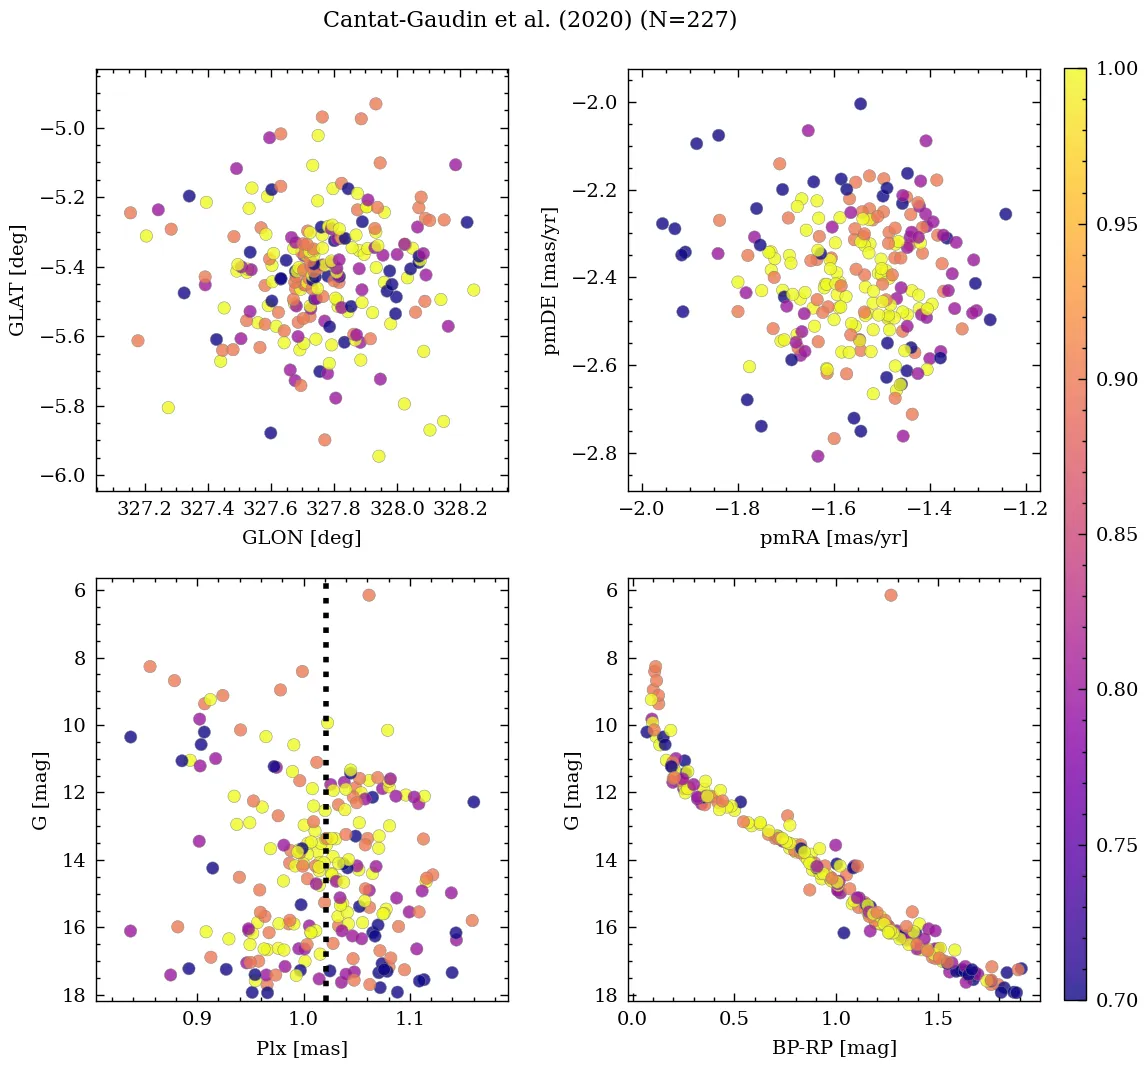 Cantat-Gaudin et al. (2020) (N=227)
−5.0
−5.2
−5.4
−5.6
−5.8
−6.0
GLAT [deg]
327.2 327.4 327.6 327.8 328.0 328.2
GLON [deg]
−2.0
−2.2
−2.4
−2.6
−2.8
pmDE [mas/yr]
−2.0 −1.8 −1.6 −1.4 −1.2
pmRA [mas/yr]
6
8
10
12
14
16
18
G [mag]
0.9 1.0 1.1
Plx [mas]
6
8
10
12
14
16
18
G [mag]
0.0 0.5 1.0 1.5
BP-RP [mag]
1.00
0.95
0.90
0.85
0.80
0.75
0.70